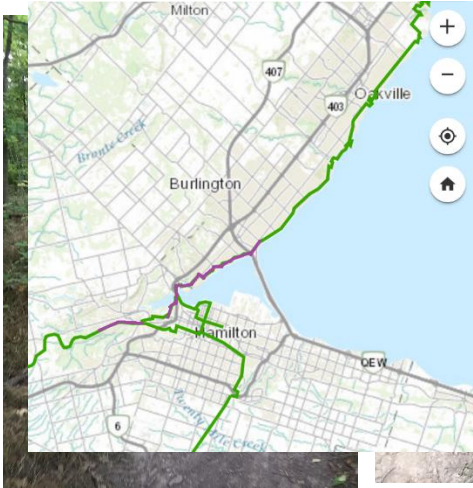 Milton
407
Oakville
403
Bronte Creek
Burlington
Hamilton
QEW
Twenty Mile Creek
6